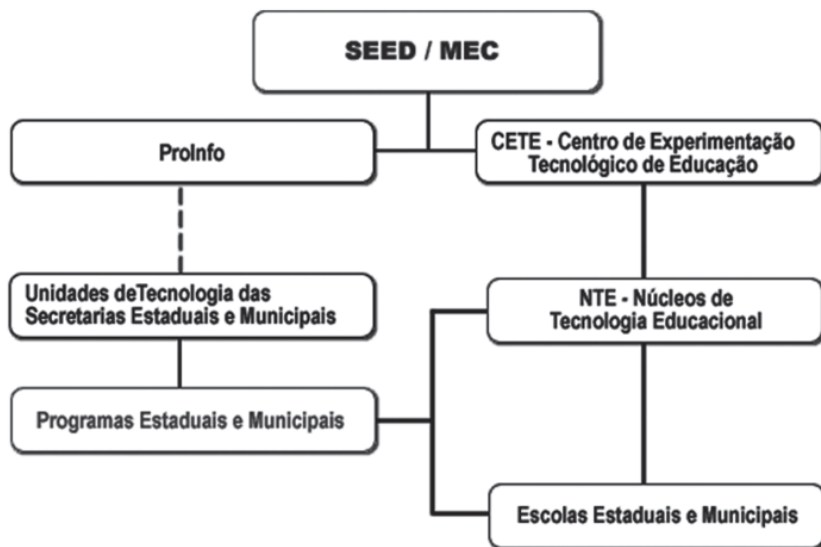 SEED / MEC
ProInfo
CETE - Centro de Experimentação
Tecnológico de Educação
Unidades deTecnologia das
Secretarias Estaduais e Municipais
NTE - Núcleos de
Tecnologia Educacional
Programas Estaduais e Municipais
Escolas Estaduais e Municipais